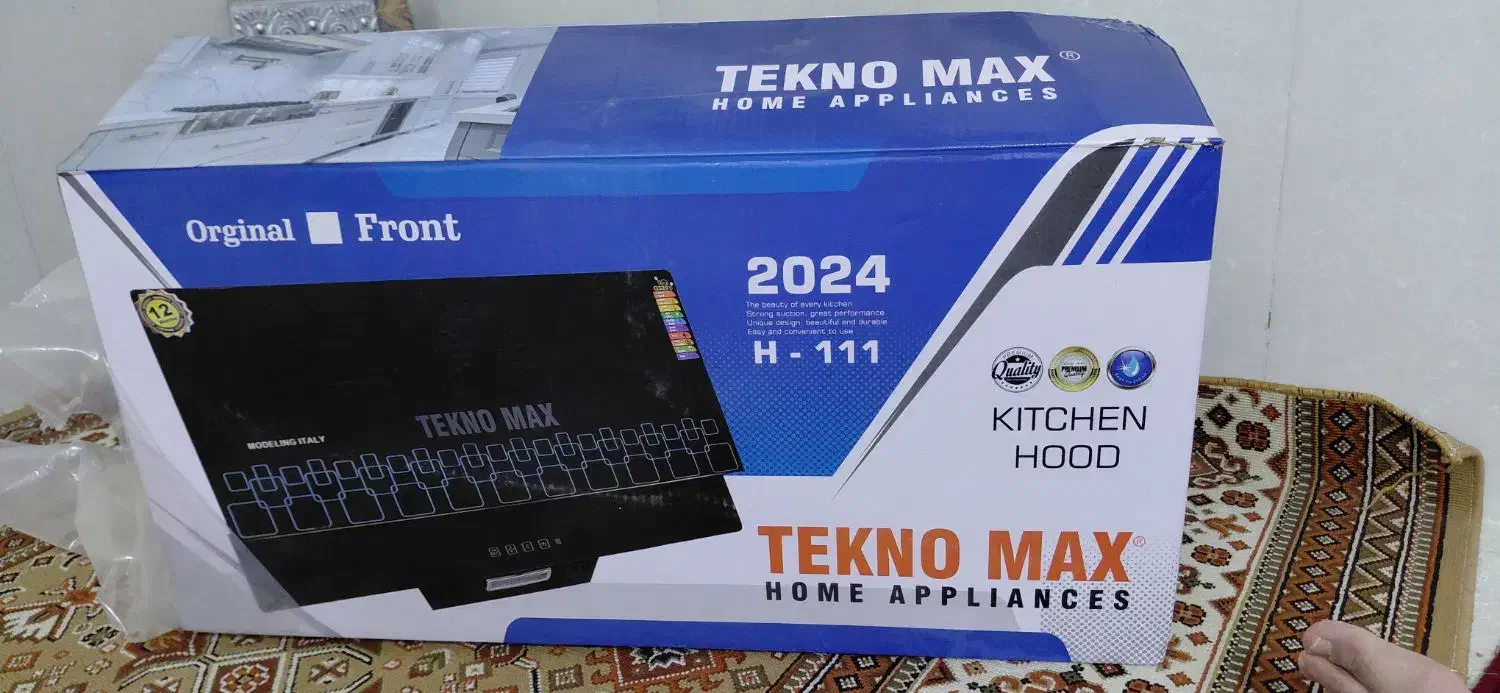 TEKNO MAX®
HOME APPLIANCES
Orginal Front
2024
The beauty of every kitchen
Strong suction, great performance
Unique design, beautiful and durable
Easy and convenient to use
H - 111
12
TEKNO MAX
MODELING ITALY
PREMIUM
Quality
PREMIUM
Quality
KITCHEN
HOOD
TEKNO MAX®
HOME APPLIANCES